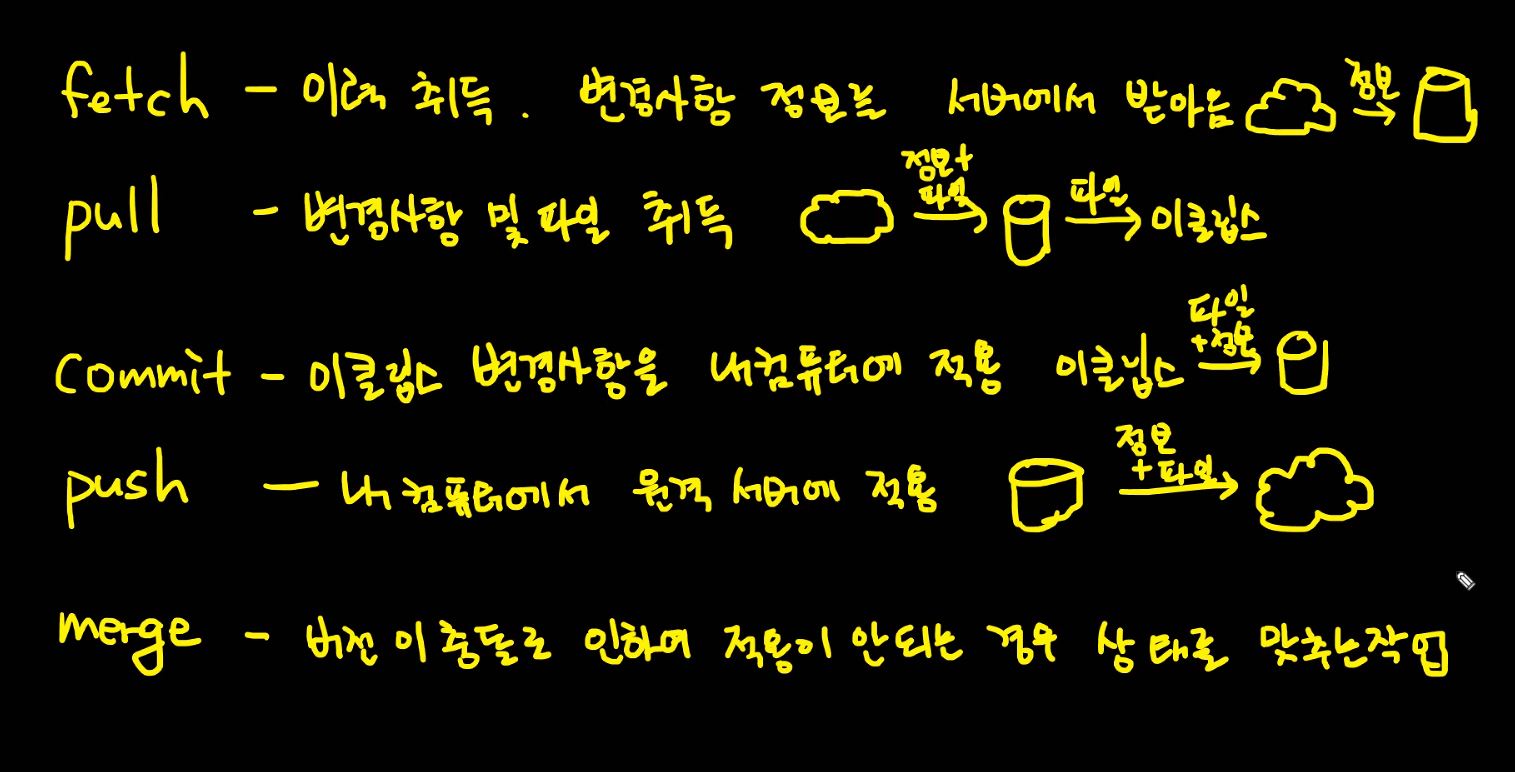 fetch - 이력 취득. 변경사항 정보를 서버에서 받아옴 정보
pull - 변경사항 및 파일 취득 정보+파일 파일 이클립스
commit - 이클립스 변경사항을 내컴퓨터에 적용 이클립스 파일+정보
push - 내컴퓨터에서 원격 서버에 적용 정보+파일
merge - 버전이 충돌로 인하여 적용이 안되는 경우 상태를 맞추는작업